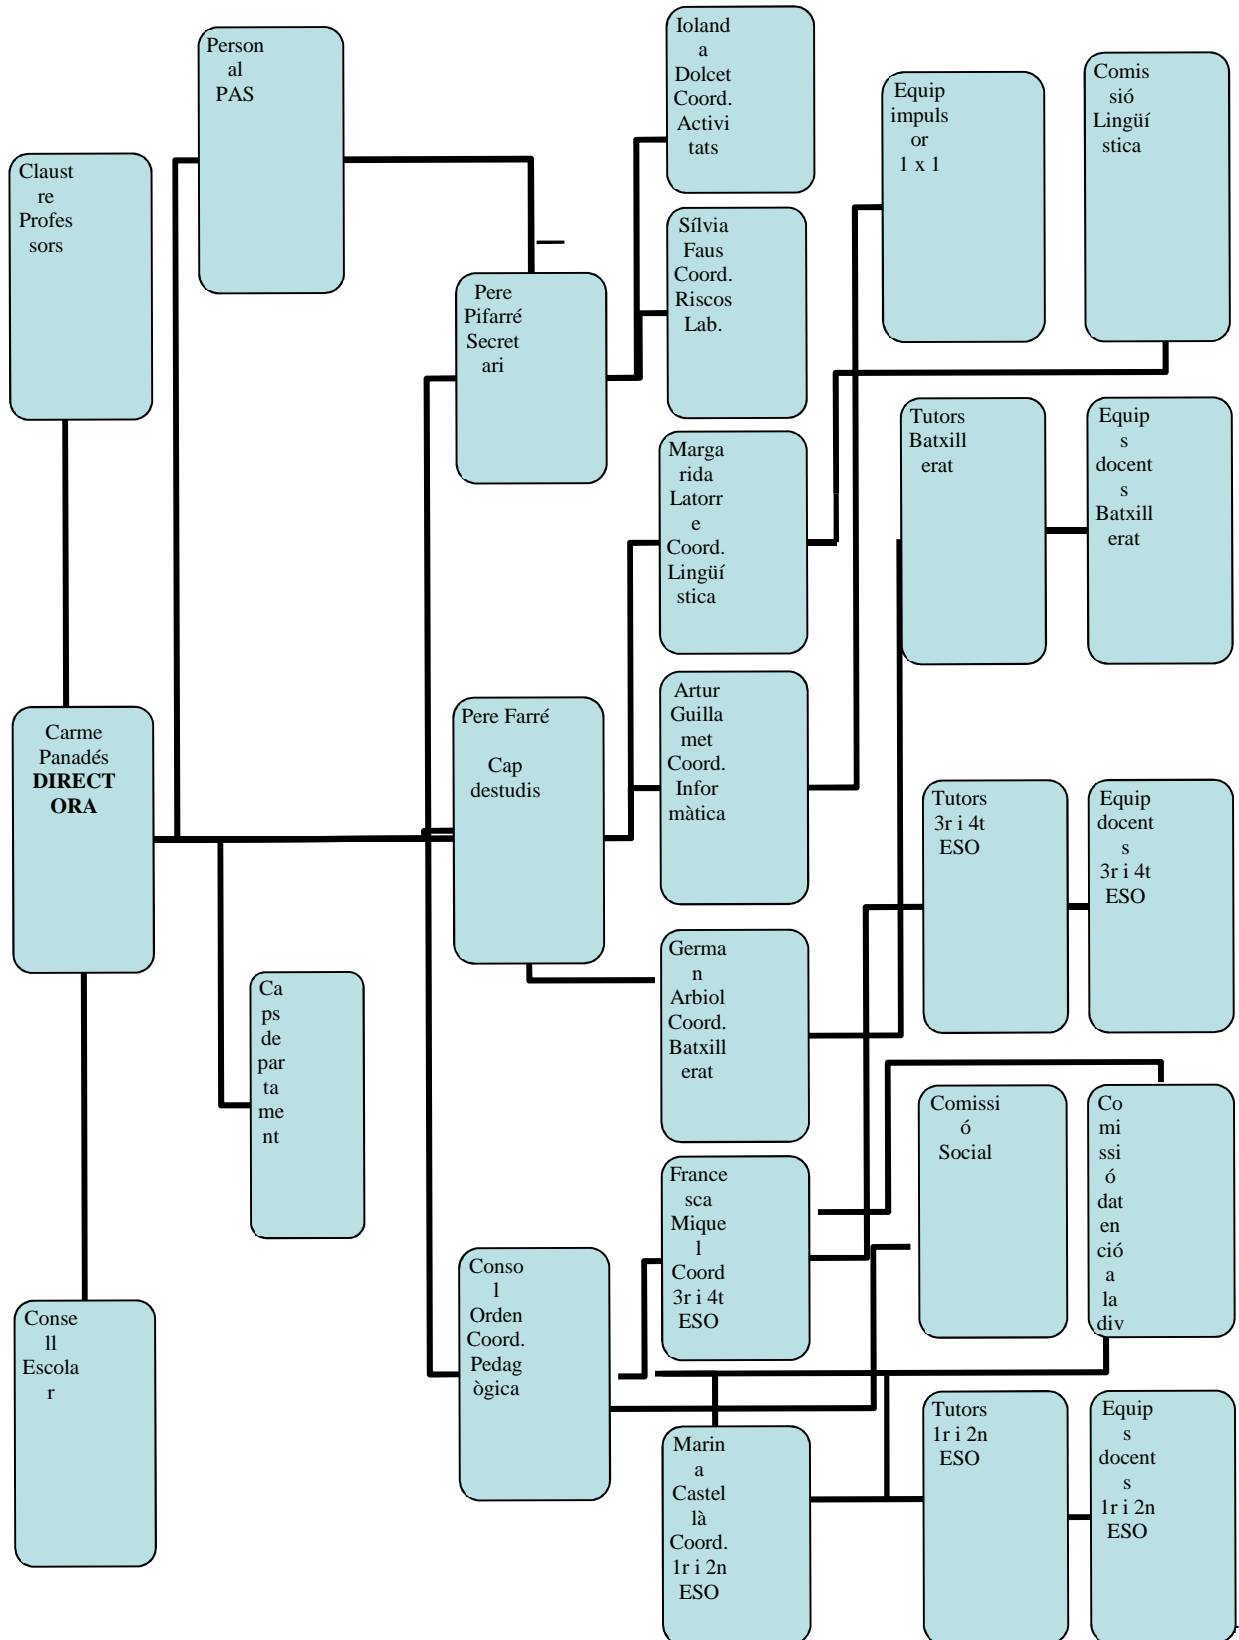 Claust
re
Profes
sors
Carme
Panadés
DIRECT
ORA
Conse
ll
Escola
r
Person
al
PAS
Ca
ps
de
par
ta
me
nt
Pere
Pifarré
Secret
ari
Pere Farré
Cap
destudis
Conso
l
Orden
Coord.
Pedag
ògica
Ioland
a
Dolcet
Coord.
Activi
tats
Sílvia
Faus
Coord.
Riscos
Lab.
Marga
rida
Latorr
e
Coord.
Lingüí
stica
Artur
Guilla
met
Coord.
Infor
màtica
Germa
n
Arbiol
Coord.
Batxill
erat
France
sca
Mique
l
Coord
3r i 4t
ESO
Marin
a
Castel
là
Coord.
1r i 2n
ESO
Equip
impuls
or
1 x 1
Tutors
Batxill
erat
Tutors
3r i 4t
ESO
Comissi
ó
Social
Tutors
1r i 2n
ESO
Comis
sió
Lingüí
stica
Equip
s
docent
s
Batxill
erat
Equip
docent
s
3r i 4t
ESO
Co
mi
ssi
ó
dat
en
ció
a
la
div
Equip
s
docent
s
1r i 2n
ESO